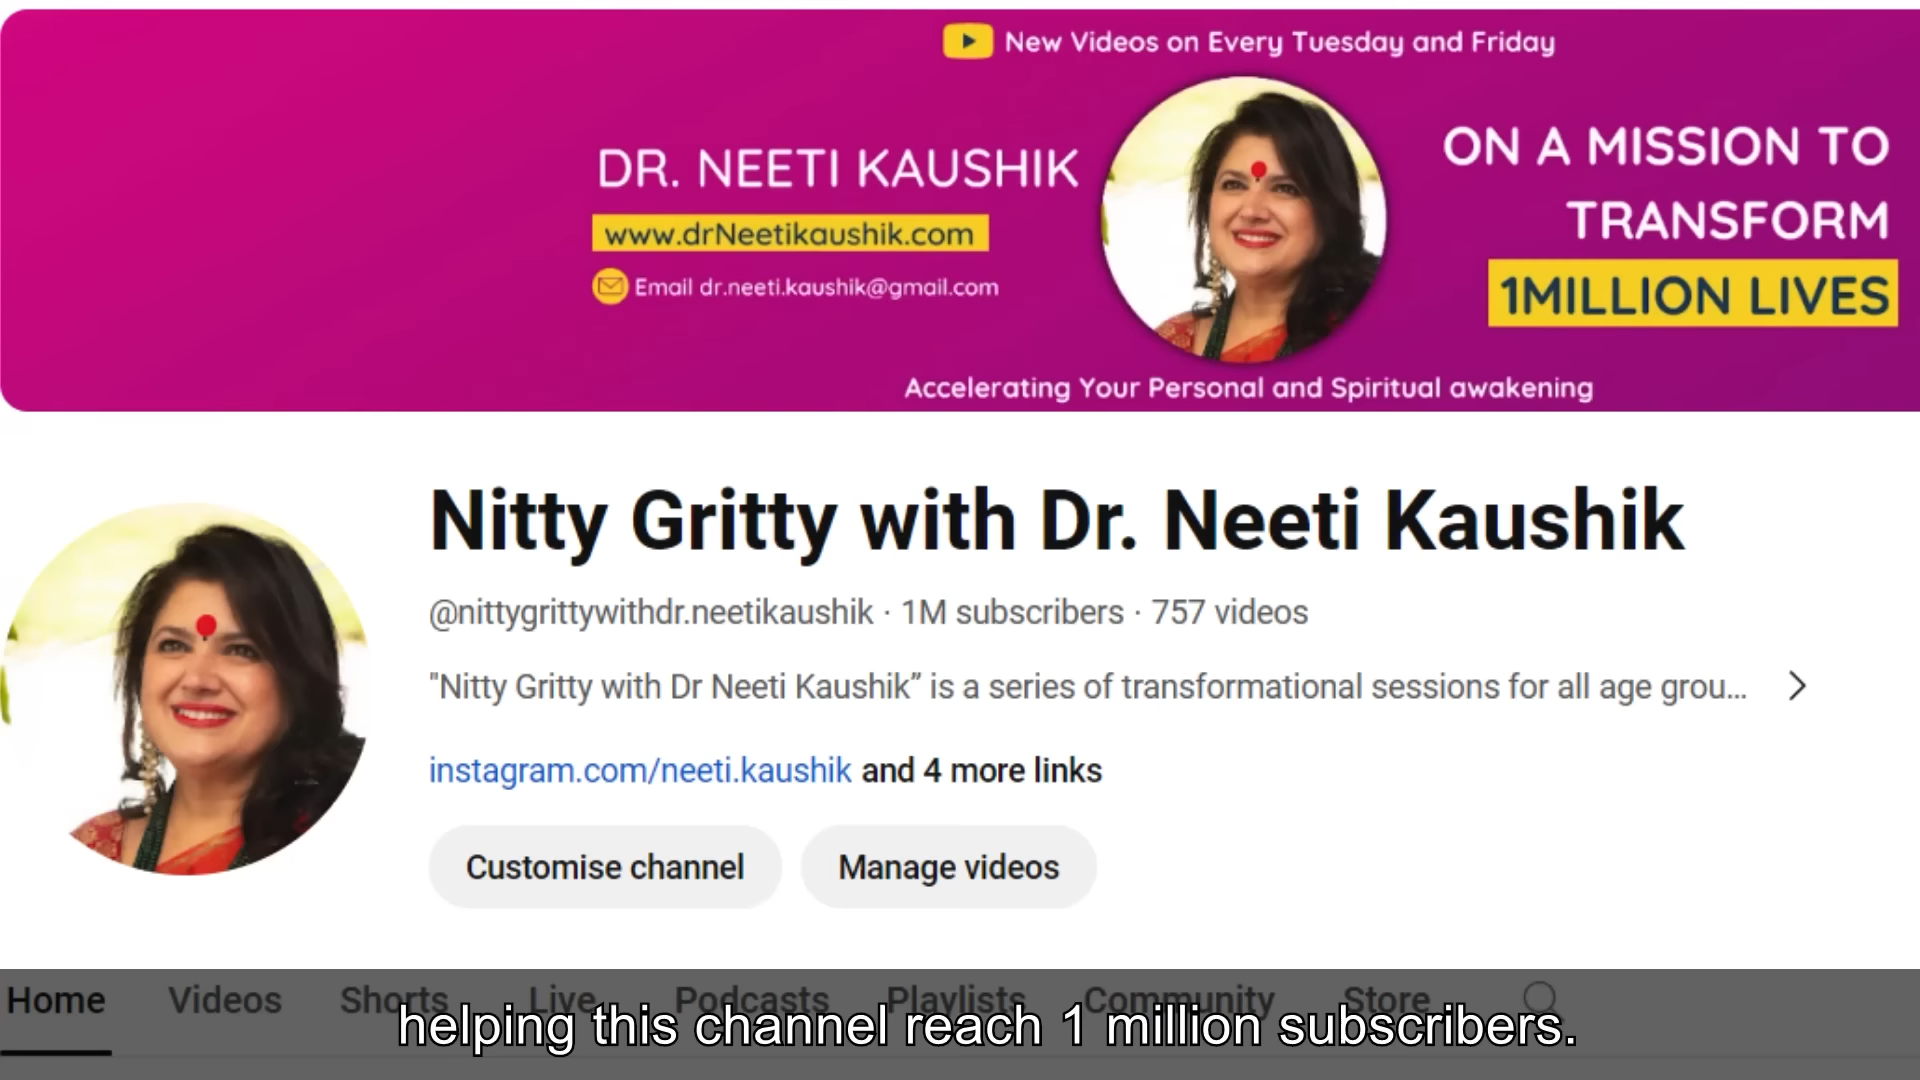 New Videos on Every Tuesday and Friday
DR. NEETI KAUSHIK
www.drNeetikaushik.com
Email dr.neeti.kaushik@gmail.com
ON A MISSION TO
TRANSFORM
1MILLION LIVES
Accelerating Your Personal and Spiritual awakening
Nitty Gritty with Dr. Neeti Kaushik
@nittygrittywithdr.neetikaushik · 1M subscribers · 757 videos
"Nitty Gritty with Dr Neeti Kaushik” is a series of transformational sessions for all age grou...
instagram.com/neeti.kaushik and 4 more links
Customise channel Manage videos
Home Videos Shorts Live Podcasts Playlists Community Store
helping this channel reach 1 million subscribers.